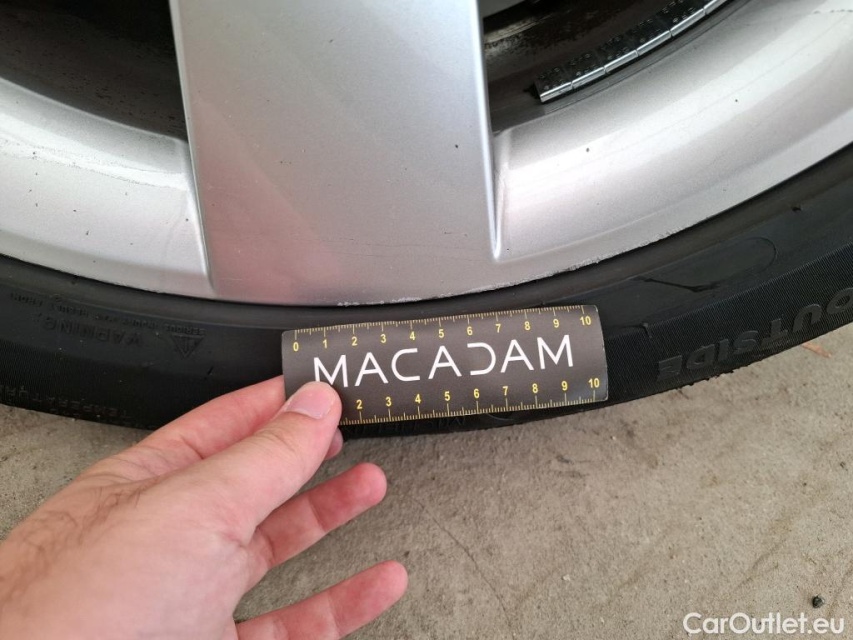 WARNING
OUTSIDE
0 1 2 3 4 5 6 7 8 9 10
MACADAM
2 3 4 5 6 7 8 9 10
CarOutlet.eu